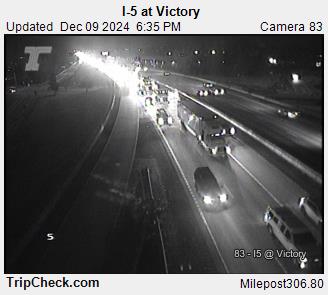 I-5 at Victory
Updated Dec 09 2024 6:35 PM Camera 83
T
S
83 - I5 @ Victory
TripCheck.com Milepost306.80